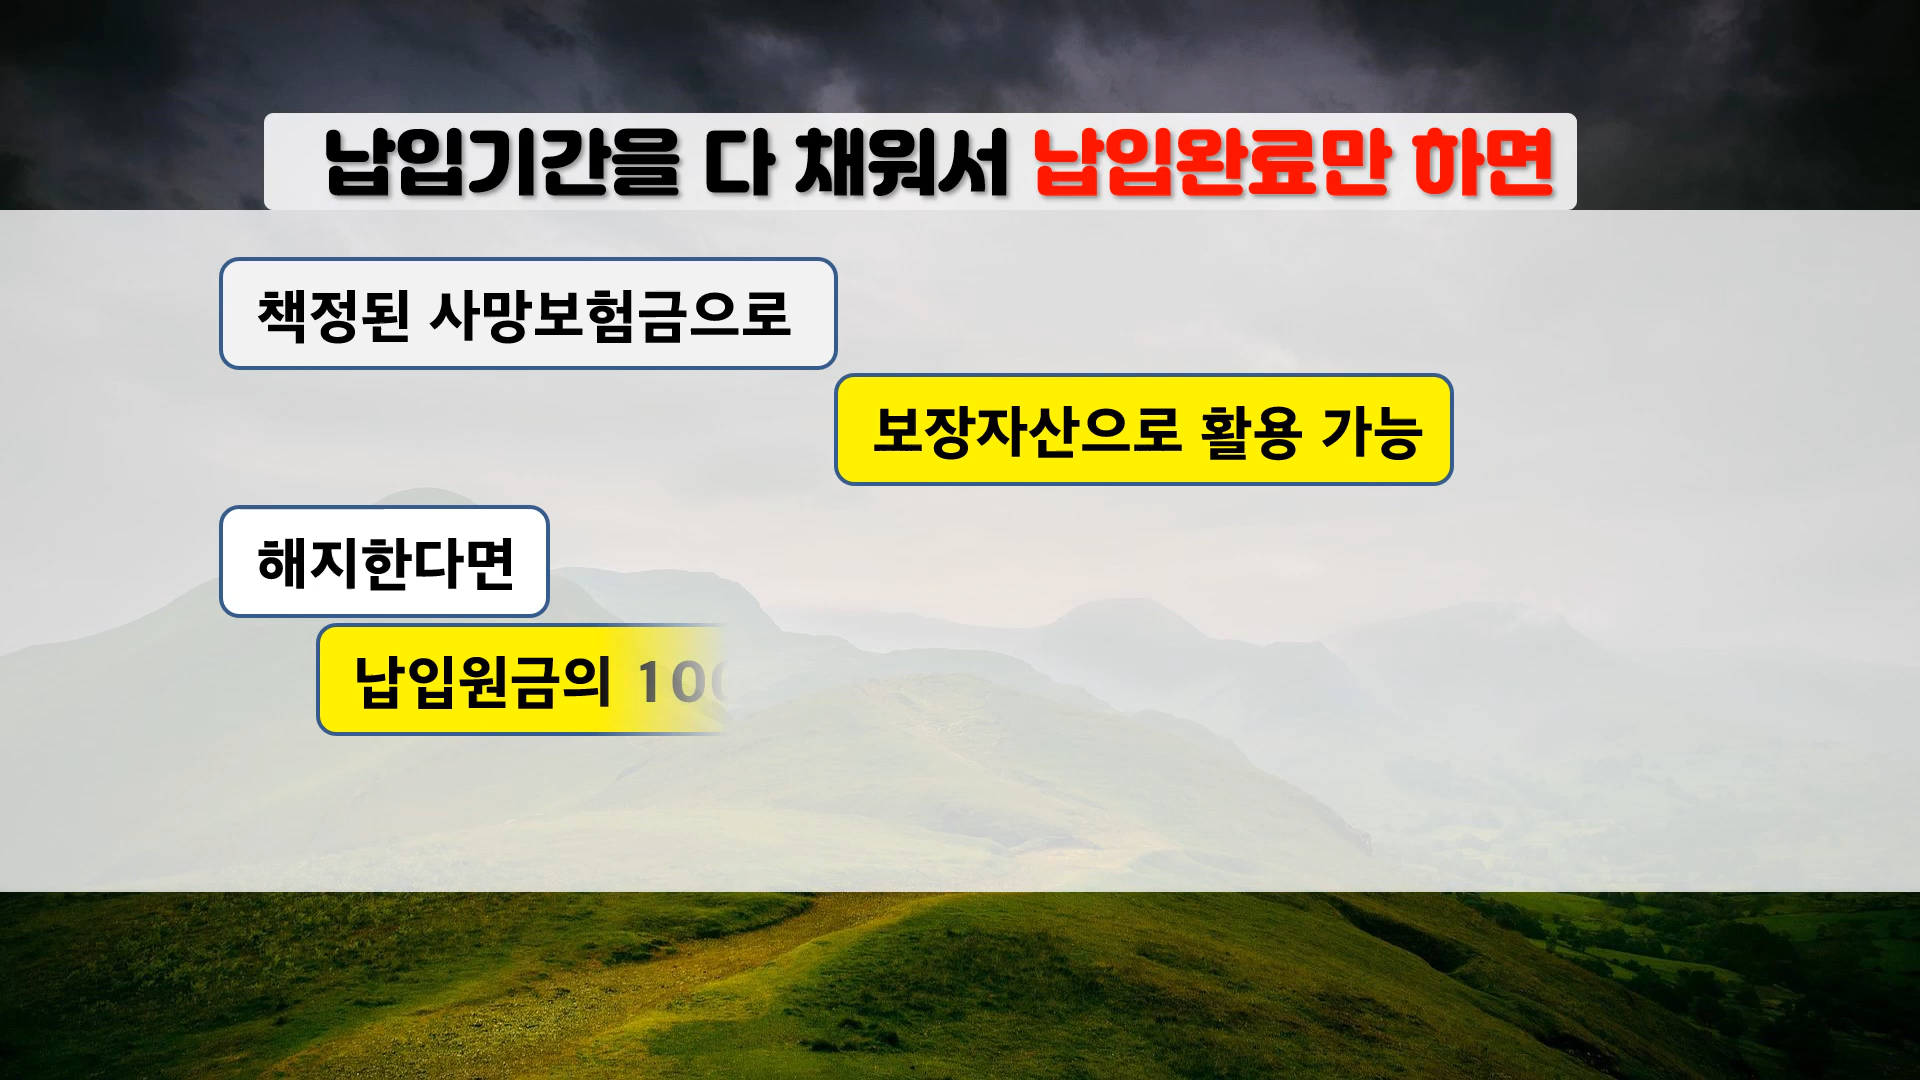 납입기간을 다 채워서 납입완료만 하면
책정된 사망보험금으로
보장자산으로 활용 가능
해지한다면
납입원금의